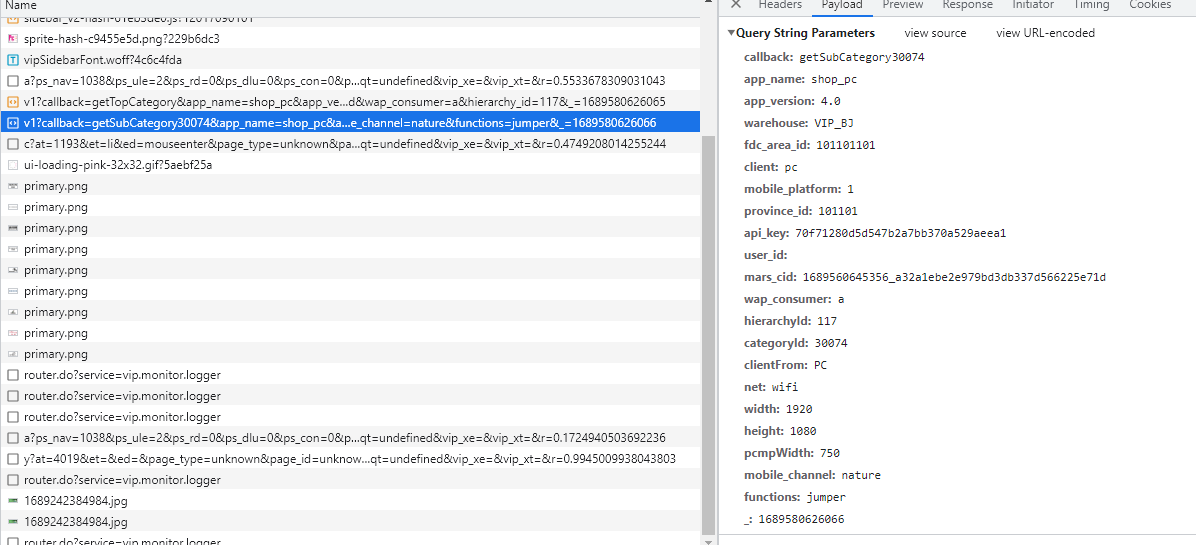 Name
sidebar_v2-hash-61eb3de0.js?12017090101
sprite-hash-c9455e5d.png?229b6dc3
vipSidebarFont.woff?4c6c4fda
a?ps_nav=1038&ps_ule=2&ps_rd=0&ps_dlu=0&ps_con=0&p...qt=undefined&vip_xe=&vip_xt=&r=0.5533678309031043
v1?callback=getTopCategory&app_name=shop_pc&app_ve...d&wap_consumer=a&hierarchy_id=117&_=1689580626065
v1?callback=getSubCategory30074&app_name=shop_pc&a...e_channel=nature&functions=jumper&_=1689580626066
c?at=1193&et=li&ed=mouseenter&page_type=unknown&pa...qt=undefined&vip_xe=&vip_xt=&r=0.4749208014255244
ui-loading-pink-32x32.gif?5aebf25a
primary.png
primary.png
primary.png
primary.png
primary.png
primary.png
primary.png
primary.png
primary.png
router.do?service=vip.monitor.logger
router.do?service=vip.monitor.logger
router.do?service=vip.monitor.logger
a?ps_nav=1038&ps_ule=2&ps_rd=0&ps_dlu=0&ps_con=0&p...qt=undefined&vip_xe=&vip_xt=&r=0.1724940503692236
y?at=4019&et=&ed=&page_type=unknown&page_id=unknow...qt=undefined&vip_xe=&vip_xt=&r=0.9945009938043803
router.do?service=vip.monitor.logger
1689242384984.jpg
1689242384984.jpg
router.do?service=vip.monitor.logger
Headers Payload Preview Response Initiator Timing Cookies
Query String Parameters view source view URL-encoded
callback: getSubCategory30074
app_name: shop_pc
app_version: 4.0
warehouse: VIP_BJ
fdc_area_id: 101101101
client: pc
mobile_platform: 1
province_id: 101101
api_key: 70f71280d5d547b2a7bb370a529aeea1
user_id:
mars_cid: 1689560645356_a32a1ebe2e979bd3db337d566225e71d
wap_consumer: a
hierarchyId: 117
categoryId: 30074
clientFrom: PC
net: wifi
width: 1920
height: 1080
pcmpWidth: 750
mobile_channel: nature
functions: jumper
_: 1689580626066